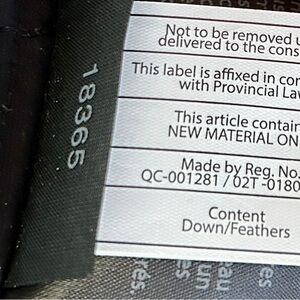 Not to be removed u
delivered to the cons
This label is affixed in con
with Provincial Law
This article contain
NEW MATERIAL ON
Made by Reg. No.
QC-001281 / 02T -0180
Content
Down/Feathers
18365